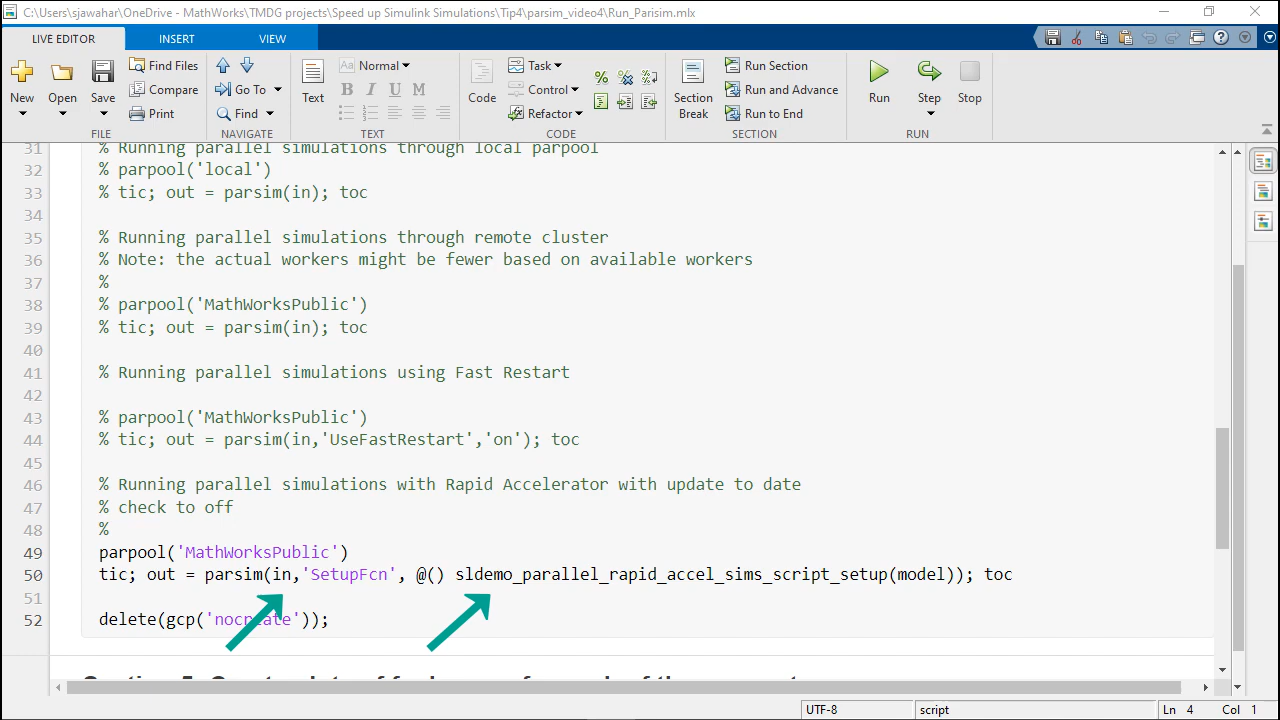 C:\Users\sjawahar\OneDrive - MathWorks\TMDG projects\Speed up Simulink Simulations\Tip4\parsim_video4\Run_Parisim.mlx
LIVE EDITOR INSERT VIEW
New Open Save Find Files Compare Print
FILE
Go To Find
NAVIGATE
Text Aa Normal B I U M
TEXT
Code Task Control Refactor
CODE
Section Break Run Section Run and Advance Run to End
SECTION
Run Step Stop
RUN
31 % Running parallel simulations through local parpool
32 % parpool('local')
33 % tic; out = parsim(in); toc
34
35 % Running parallel simulations through remote cluster
36 % Note: the actual workers might be fewer based on available workers
37 %
38 % parpool('MathWorksPublic')
39 % tic; out = parsim(in); toc
40
41 % Running parallel simulations using Fast Restart
42
43 % parpool('MathWorksPublic')
44 % tic; out = parsim(in,'UseFastRestart','on'); toc
45
46 % Running parallel simulations with Rapid Accelerator with update to date
47 % check to off
48 %
49 parpool('MathWorksPublic')
50 tic; out = parsim(in,'SetupFcn', @() sldemo_parallel_rapid_accel_sims_script_setup(model)); toc
51
52 delete(gcp('nocreate'));
UTF-8 script Ln 4 Col 1